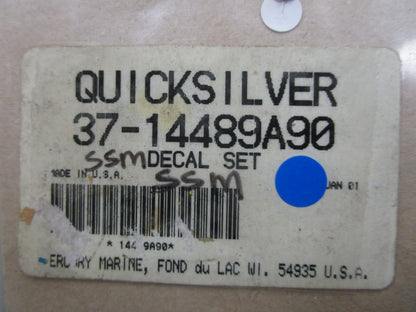 QUICKSILVER
37-14489A90
SSM DECAL SET
MADE IN U.S.A. SSM JAN 01
* 144 9A90*
ERCURY MARINE, FOND du LAC WI. 54935 U.S.A.